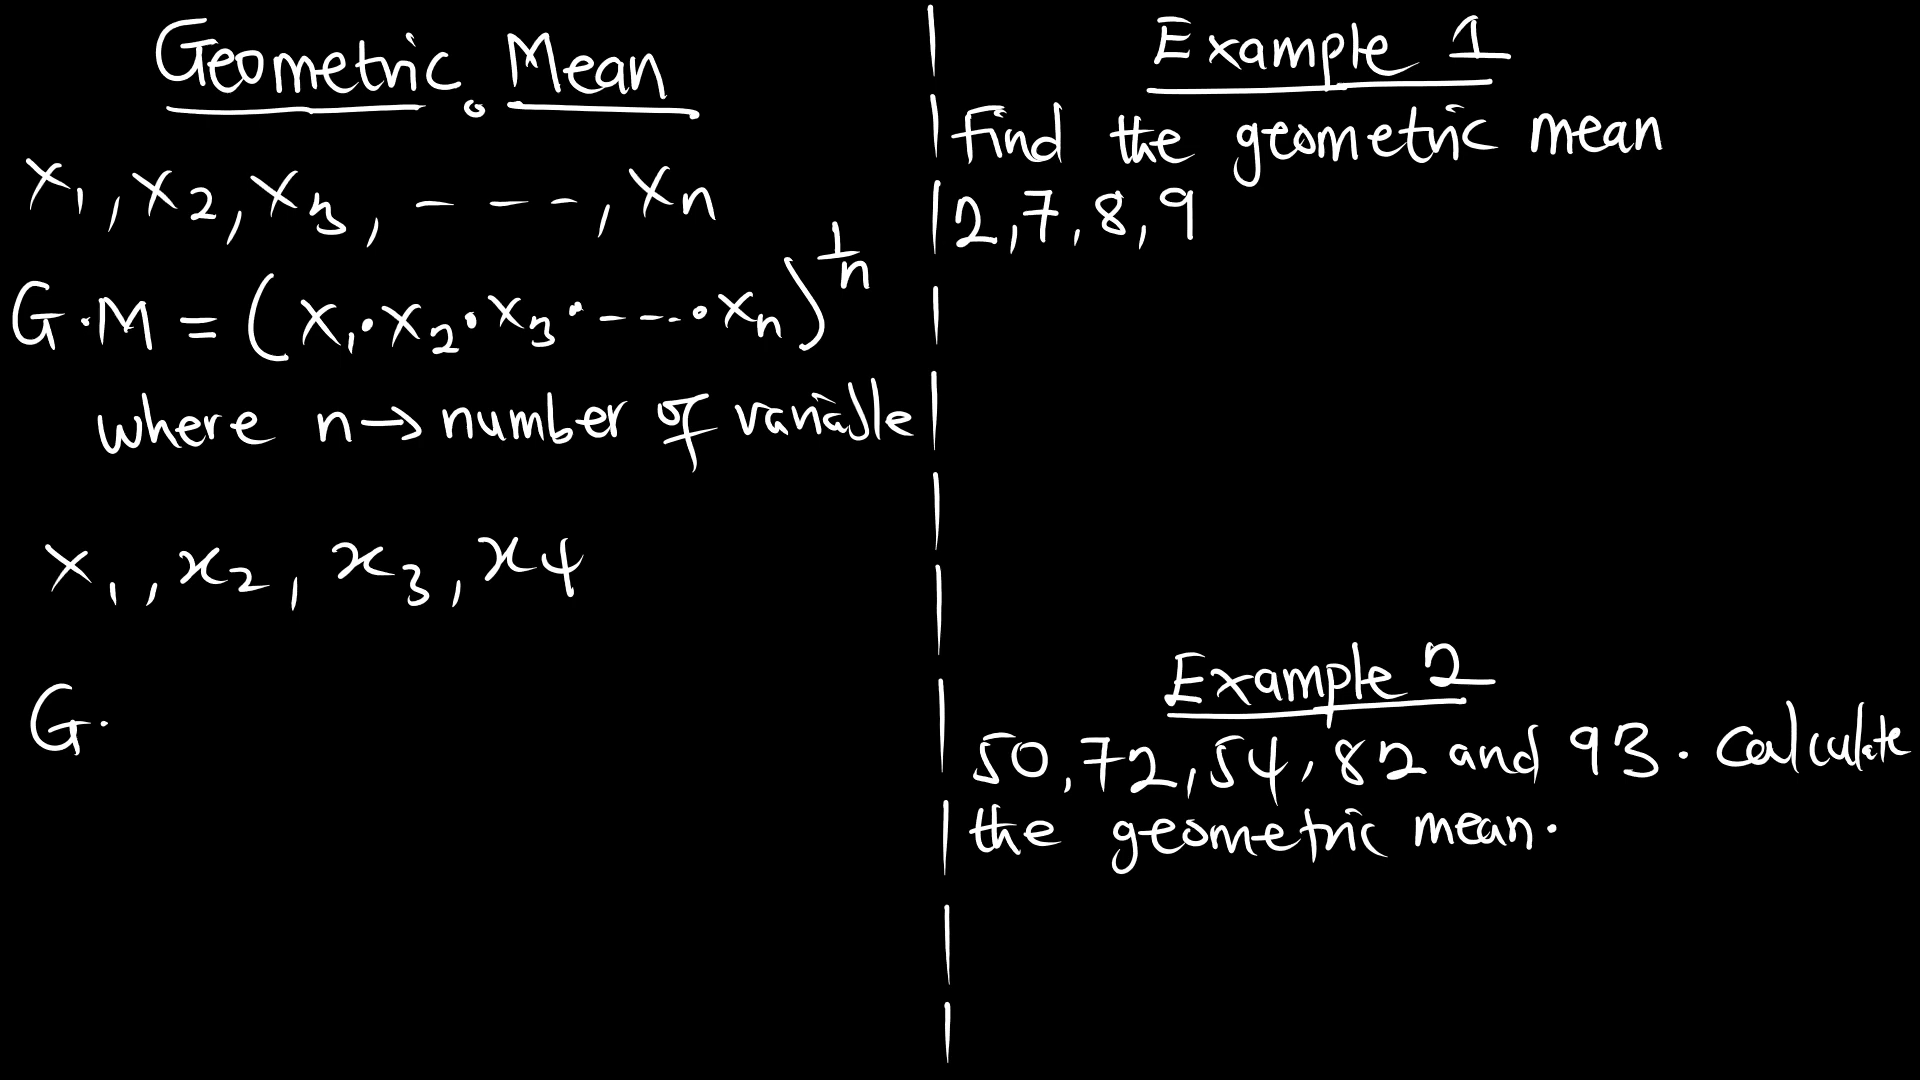 Geometric Mean
x₁, x₂, x₃, ----, xₙ
G.M = (x₁·x₂·x₃·----·xₙ)^(1/n)
where n → number of variable
x₁, x₂, x₃, x₄
G.
Example 1
Find the geometric mean
2, 7, 8, 9
Example 2
50, 72, 54, 82 and 93. Calculate
the geometric mean.